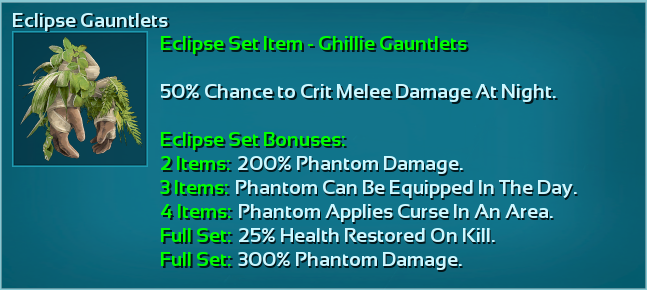 Eclipse Gauntlets
Eclipse Set Item - Ghillie Gauntlets
50% Chance to Crit Melee Damage At Night.
Eclipse Set Bonuses:
2 Items: 200% Phantom Damage.
3 Items: Phantom Can Be Equipped In The Day.
4 Items: Phantom Applies Curse In An Area.
Full Set: 25% Health Restored On Kill.
Full Set: 300% Phantom Damage.